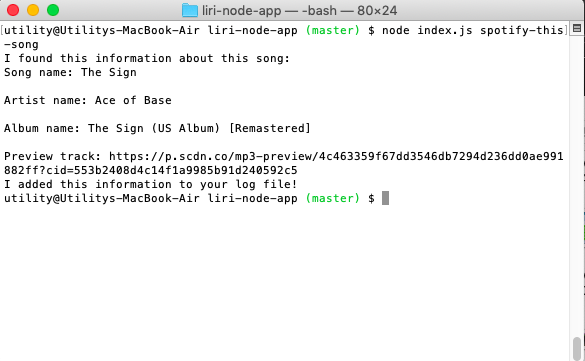 liri-node-app — -bash — 80×24
[utility@Utilitys-MacBook-Air liri-node-app (master) $ node index.js spotify-this]
-song
I found this information about this song:
Song name: The Sign
Artist name: Ace of Base
Album name: The Sign (US Album) [Remastered]
Preview track: https://p.scdn.co/mp3-preview/4c463359f67dd3546db7294d236dd0ae991
882ff?cid=553b2408d4c14f1a9985b91d240592c5
I added this information to your log file!
utility@Utilitys-MacBook-Air liri-node-app (master) $